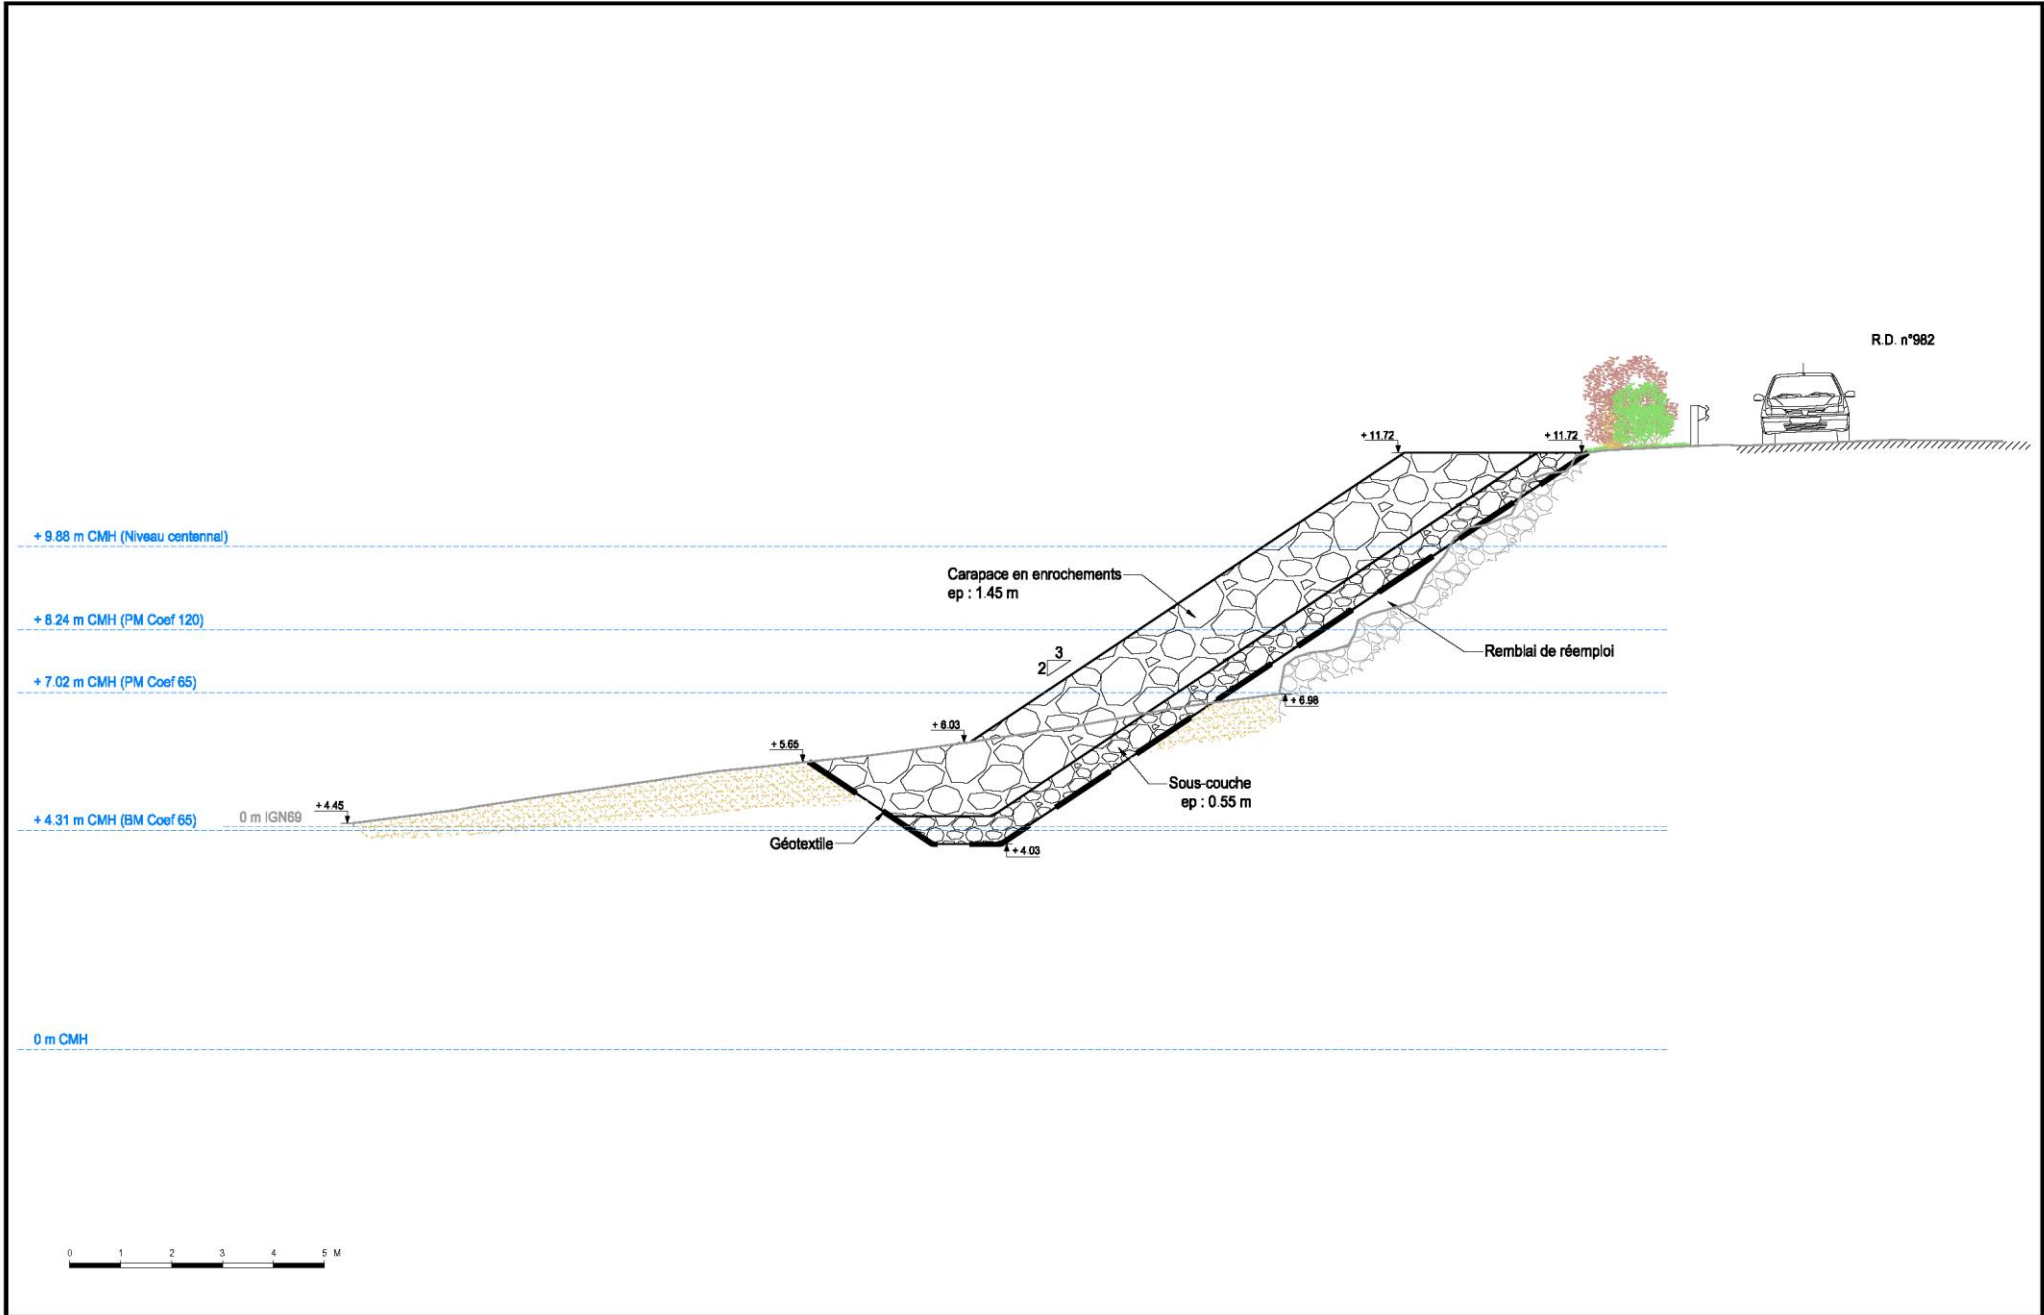 R.D. n°982
+ 11.72
+ 11.72
+ 9.88 m CMH (Niveau centennal)
Carapace en enrochements
ep : 1.45 m
+ 8.24 m CMH (PM Coef 120)
3
2
Remblai de réemploi
+ 7.02 m CMH (PM Coef 65)
+ 6.98
+ 6.03
+ 5.65
Sous-couche
ep : 0.55 m
+ 4.45
0 m IGN69
+ 4.31 m CMH (BM Coef 65)
Géotextile
+ 4.03
0 m CMH
0 1 2 3 4 5 M